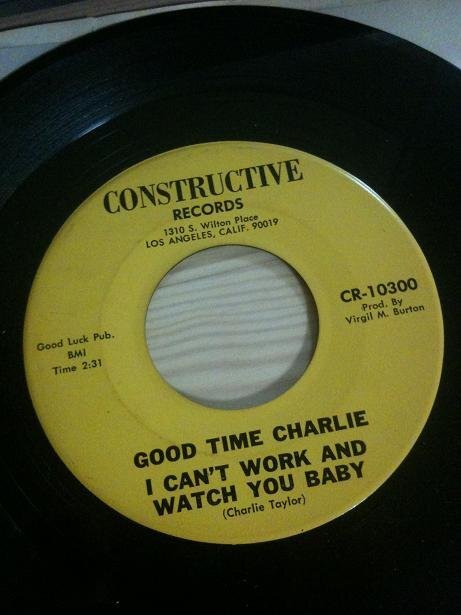 CONSTRUCTIVE
RECORDS
1310 S. Wilton Place
LOS ANGELES, CALIF. 90019
Good Luck Pub.
BMI
Time 2:31
CR-10300
Prod. By
Virgil M. Burton
GOOD TIME CHARLIE
I CAN'T WORK AND
WATCH YOU BABY
(Charlie Taylor)